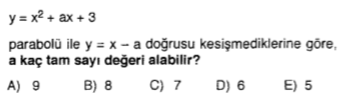 y = x² + ax + 3
parabolü ile y = x – a doğrusu kesişmediklerine göre,
a kaç tam sayı değeri alabilir?
A) 9 B) 8 C) 7 D) 6 E) 5